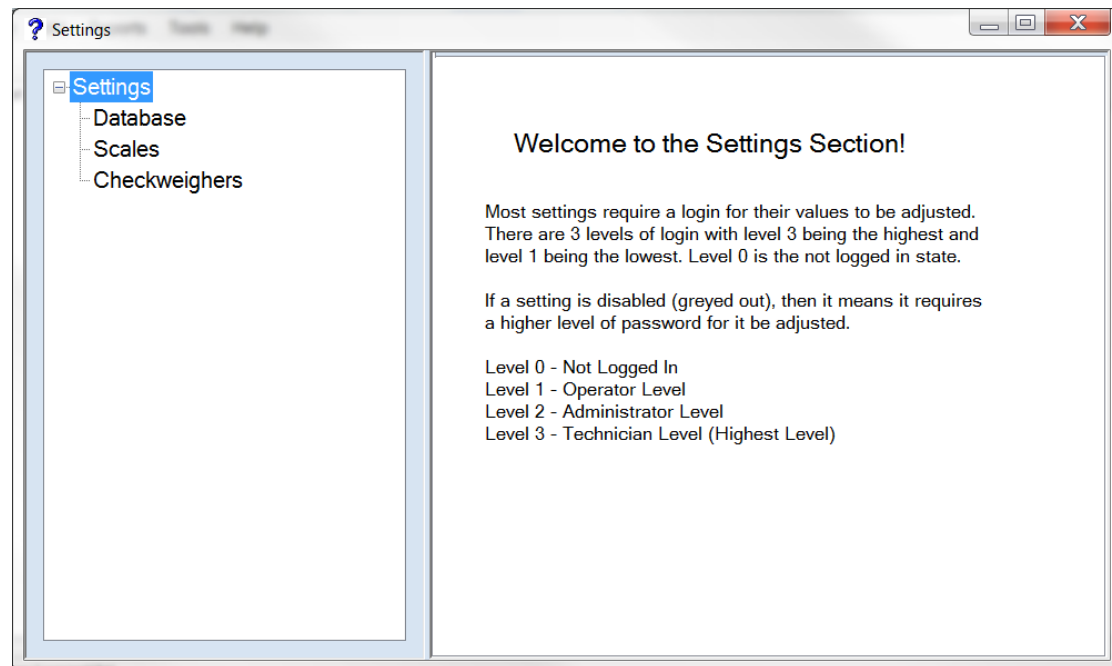 Settings
Tools Help
Settings
Database
Scales
Checkweighers
Welcome to the Settings Section!
Most settings require a login for their values to be adjusted.
There are 3 levels of login with level 3 being the highest and
level 1 being the lowest. Level 0 is the not logged in state.
If a setting is disabled (greyed out), then it means it requires
a higher level of password for it be adjusted.
Level 0 - Not Logged In
Level 1 - Operator Level
Level 2 - Administrator Level
Level 3 - Technician Level (Highest Level)